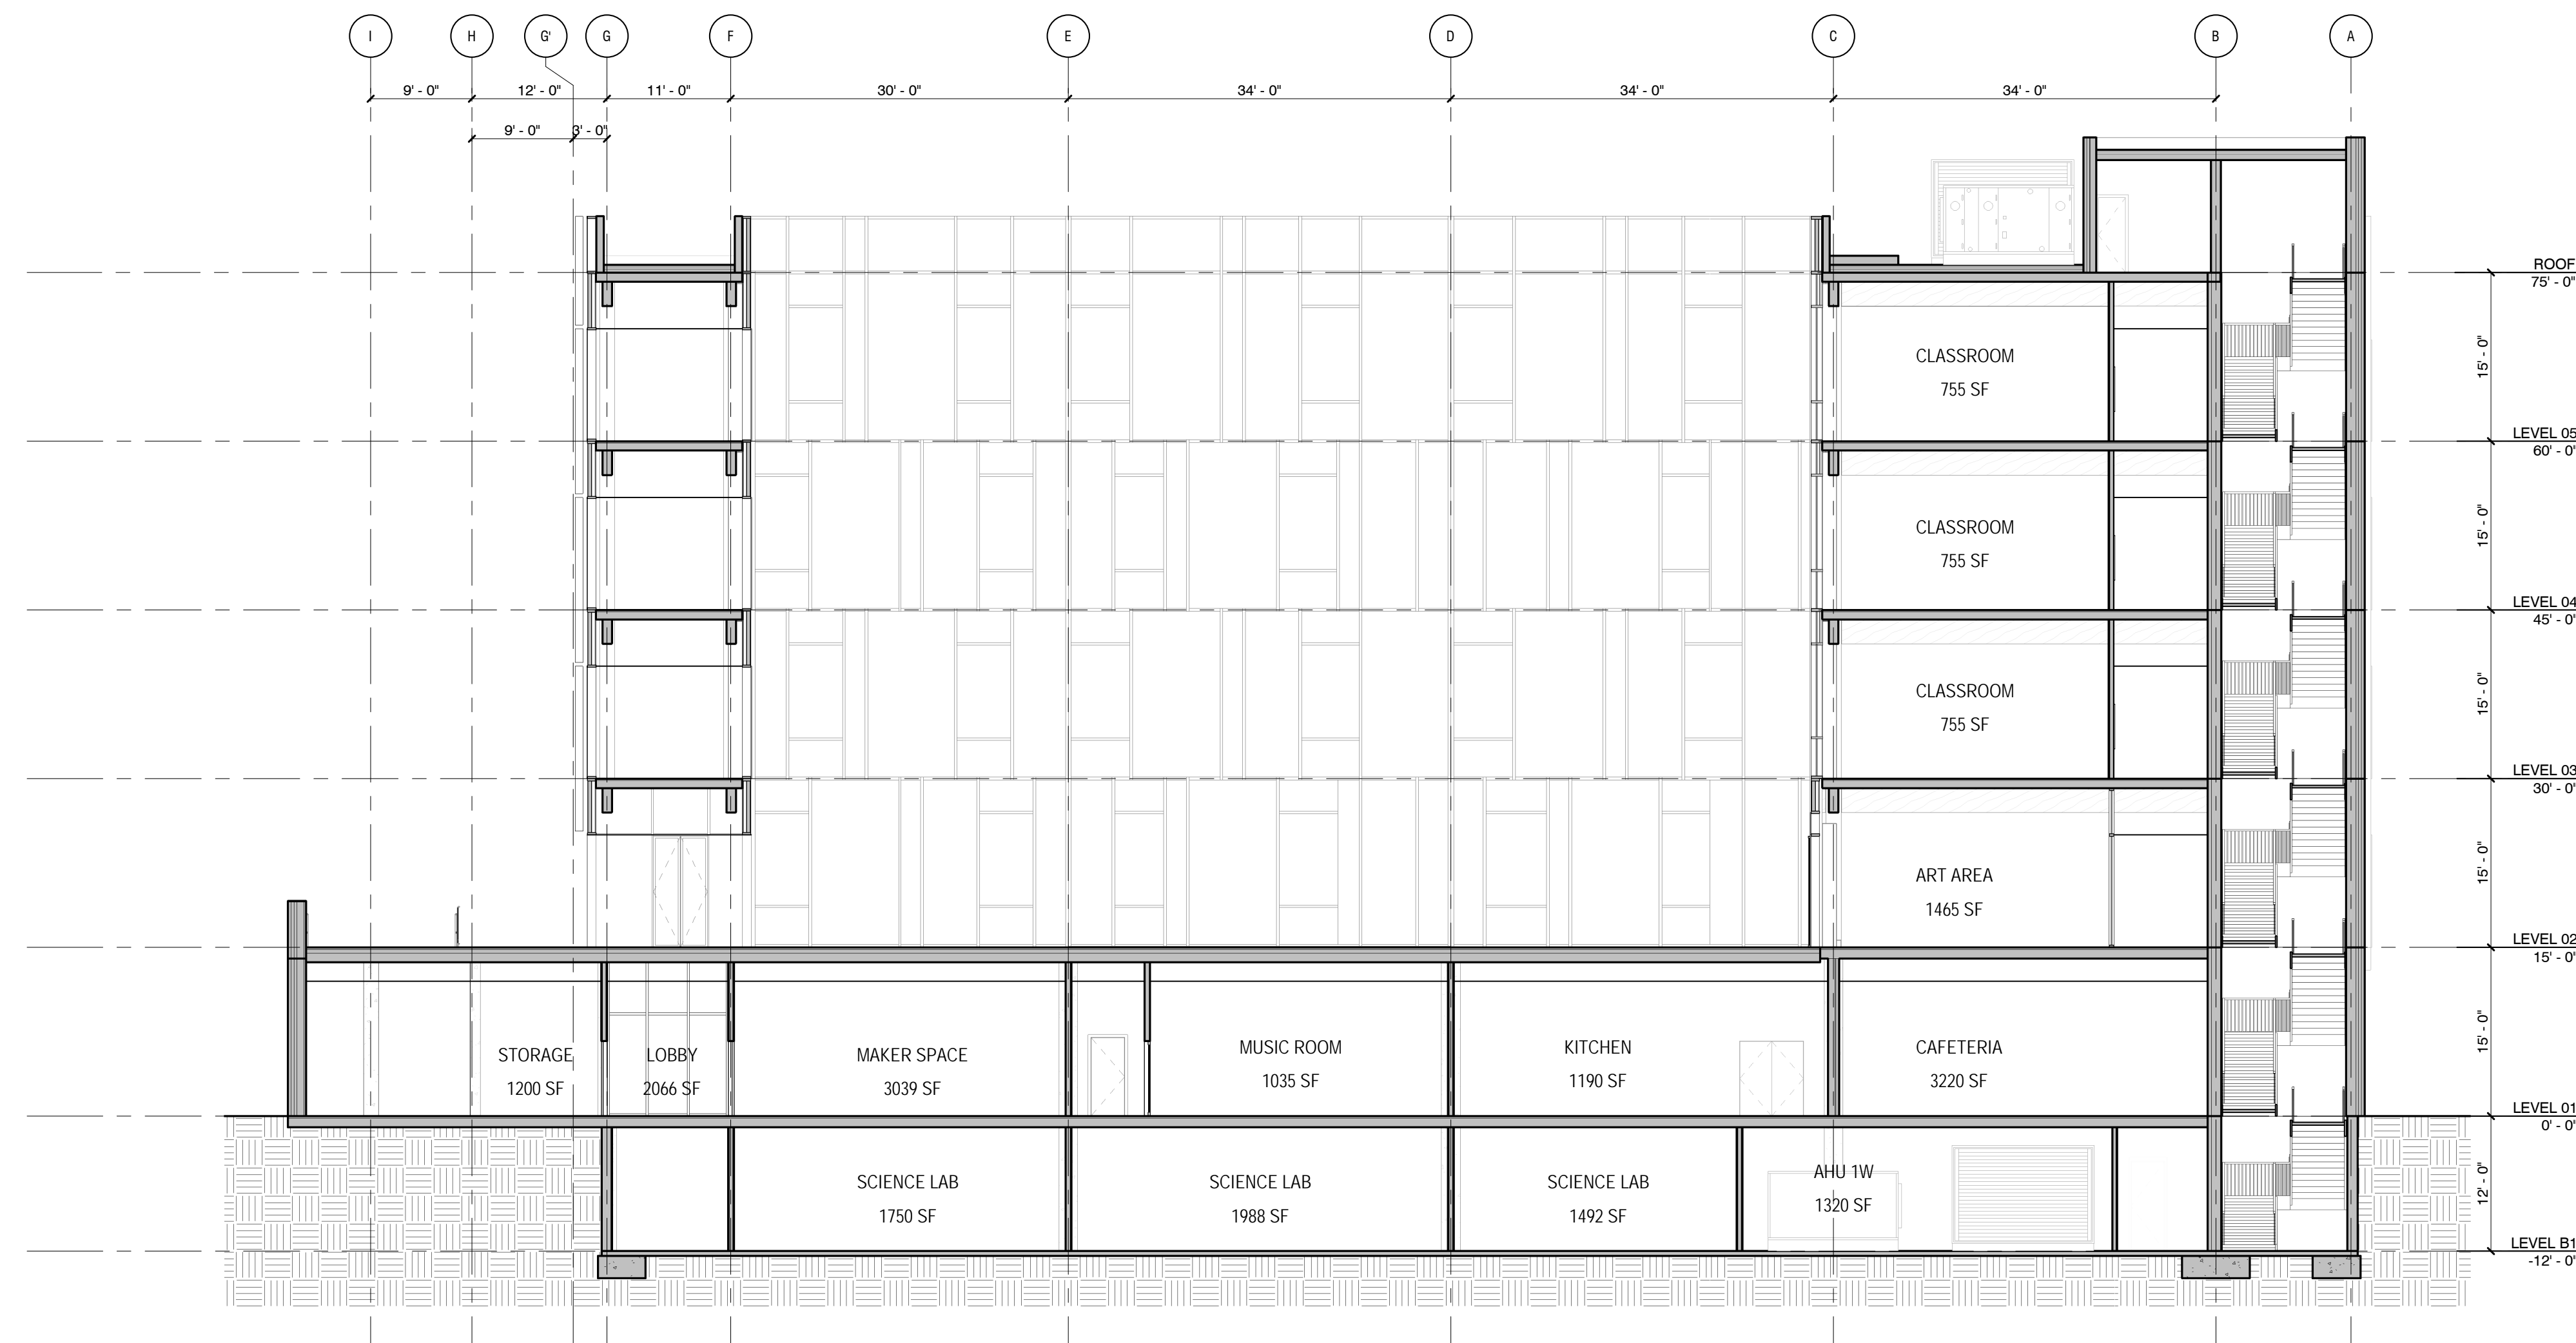 I H G' G F E D C B A
9' - 0" 12' - 0" 11' - 0" 30' - 0" 34' - 0" 34' - 0" 34' - 0"
9' - 0" 3' - 0"
ROOF
75' - 0"
15' - 0"
CLASSROOM
755 SF
LEVEL 05
60' - 0"
15' - 0"
CLASSROOM
755 SF
LEVEL 04
45' - 0"
15' - 0"
CLASSROOM
755 SF
LEVEL 03
30' - 0"
15' - 0"
ART AREA
1465 SF
LEVEL 02
15' - 0"
15' - 0"
STORAGE LOBBY MAKER SPACE MUSIC ROOM KITCHEN CAFETERIA
1200 SF 2066 SF 3039 SF 1035 SF 1190 SF 3220 SF
LEVEL 01
0' - 0"
12' - 0"
SCIENCE LAB SCIENCE LAB SCIENCE LAB AHU 1W
1750 SF 1988 SF 1492 SF 1320 SF
LEVEL B1
-12' - 0"